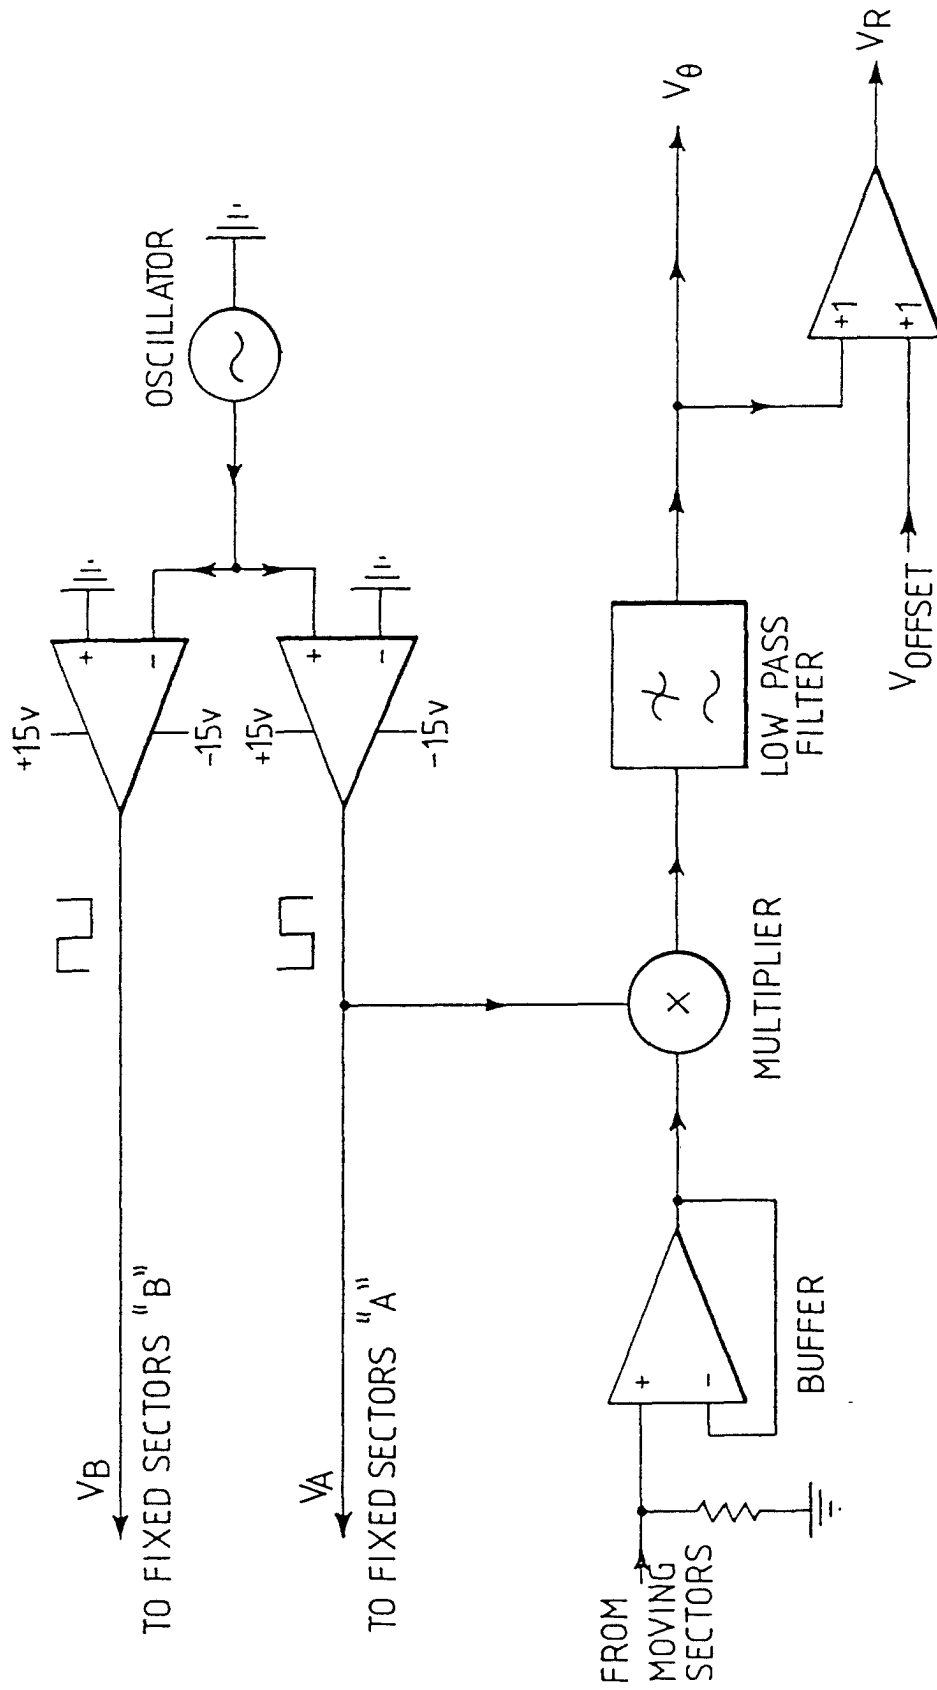 +15v
+
−
−15v
V_B
TO FIXED SECTORS "B"
OSCILLATOR
+15v
+
−
−15v
V_A
TO FIXED SECTORS "A"
FROM
MOVING
SECTORS
+
−
BUFFER
×
MULTIPLIER
LOW PASS
FILTER
V_θ
V_OFFSET
+1
+1
V_R